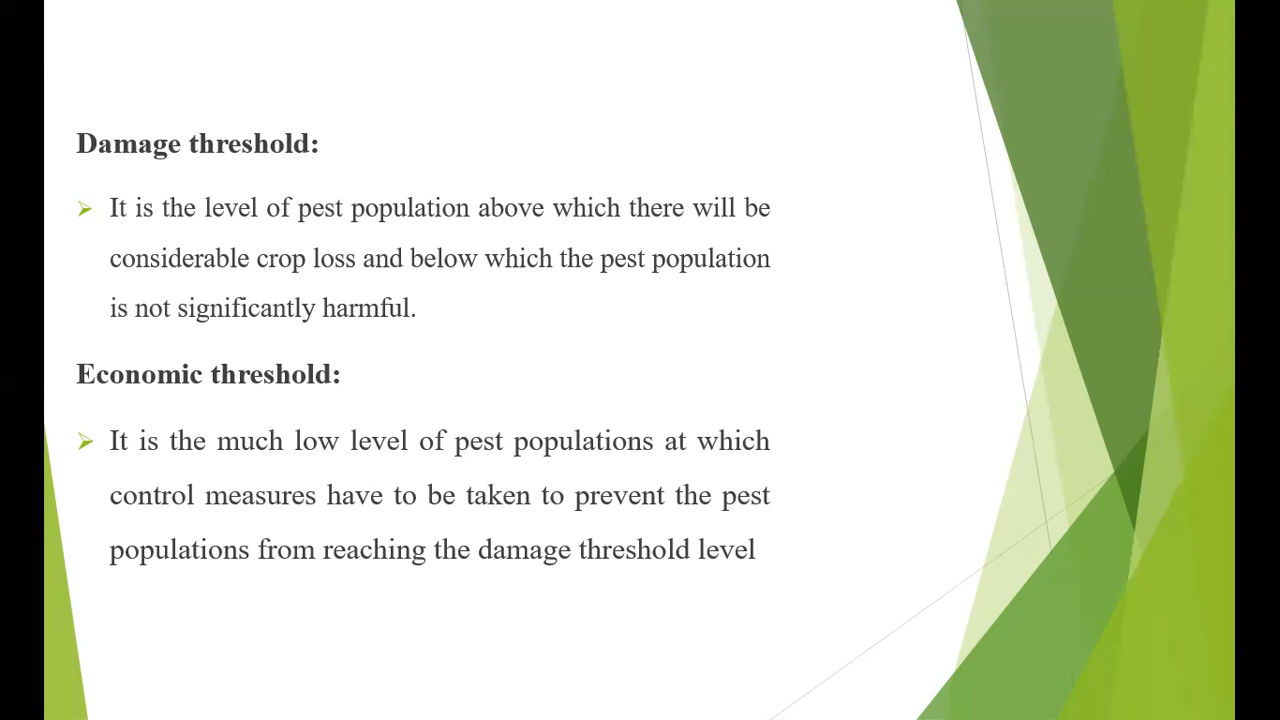 Damage threshold:
It is the level of pest population above which there will be
considerable crop loss and below which the pest population
is not significantly harmful.
Economic threshold:
It is the much low level of pest populations at which
control measures have to be taken to prevent the pest
populations from reaching the damage threshold level